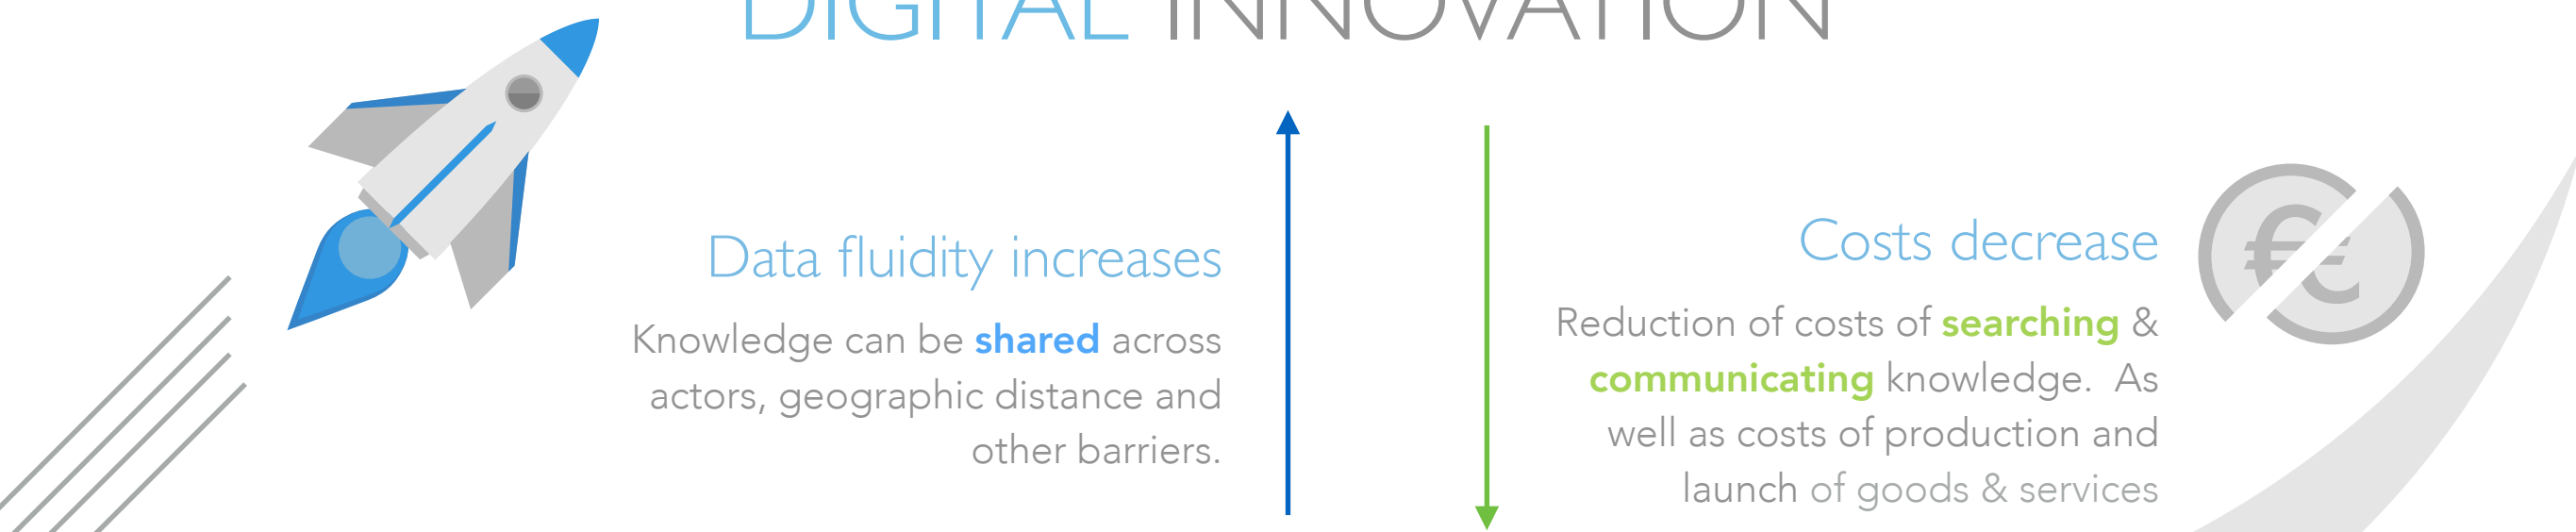 DIGITAL INNOVATION
Data fluidity increases
Knowledge can be shared across
actors, geographic distance and
other barriers.
Costs decrease
Reduction of costs of searching &
communicating knowledge.  As
well as costs of production and
launch of goods & services